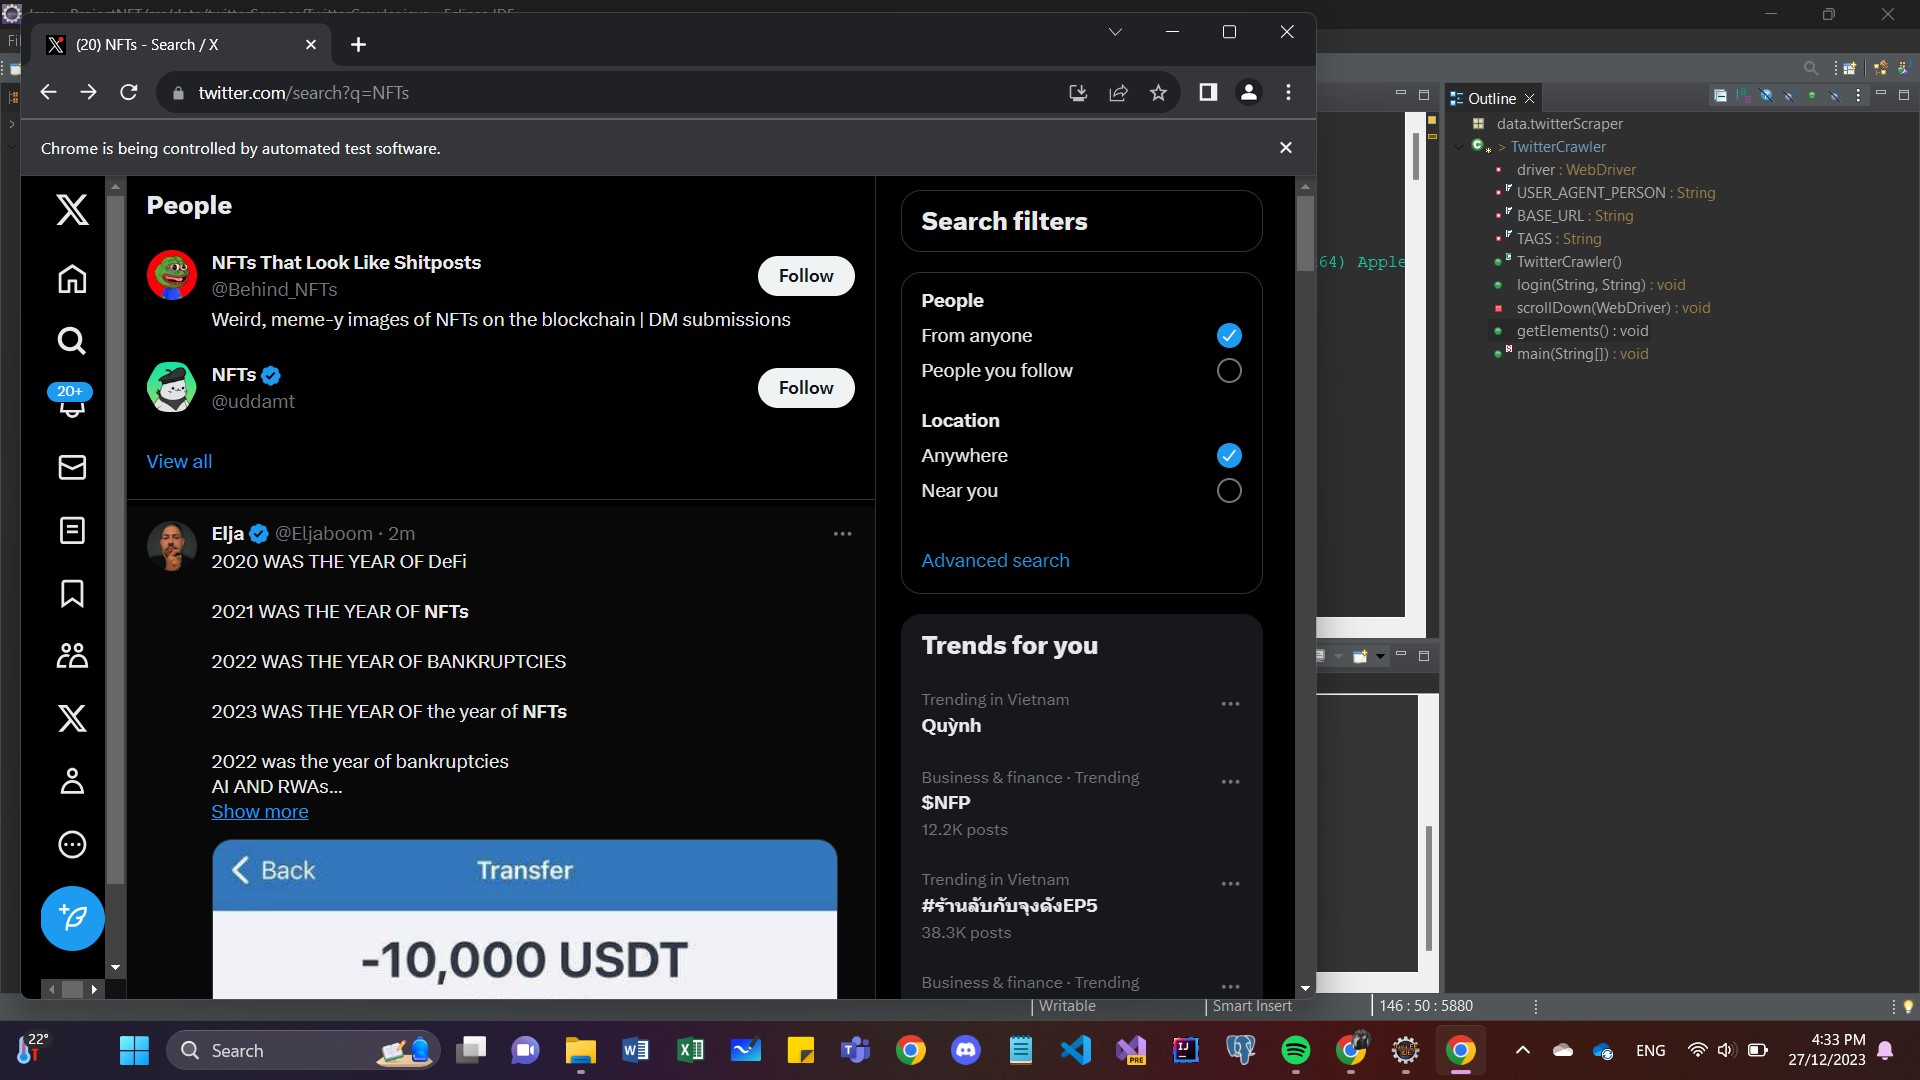 (20) NFTs - Search / X
twitter.com/search?q=NFTs
Chrome is being controlled by automated test software.
People
NFTs That Look Like Shitposts
@Behind_NFTs
Follow
Weird, meme-y images of NFTs on the blockchain | DM submissions
NFTs
@uddamt
Follow
View all
20+
Elja @Eljaboom · 2m
2020 WAS THE YEAR OF DeFi
2021 WAS THE YEAR OF NFTs
2022 WAS THE YEAR OF BANKRUPTCIES
2023 WAS THE YEAR OF the year of NFTs
2022 was the year of bankruptcies
AI AND RWAs...
Show more
Back
Transfer
-10,000 USDT
Search filters
People
From anyone
People you follow
Location
Anywhere
Near you
Advanced search
Trends for you
Trending in Vietnam
Quỳnh
Business & finance · Trending
$NFP
12.2K posts
Trending in Vietnam
#ร้านลับกับจุงดังEP5
38.3K posts
Business & finance · Trending
64) Apple
Outline
data.twitterScraper
> TwitterCrawler
driver : WebDriver
USER_AGENT_PERSON : String
BASE_URL : String
TAGS : String
TwitterCrawler()
login(String, String) : void
scrollDown(WebDriver) : void
getElements() : void
main(String[]) : void
Writable
Smart Insert
146 : 50 : 5880
22°
Search
ENG
4:33 PM
27/12/2023